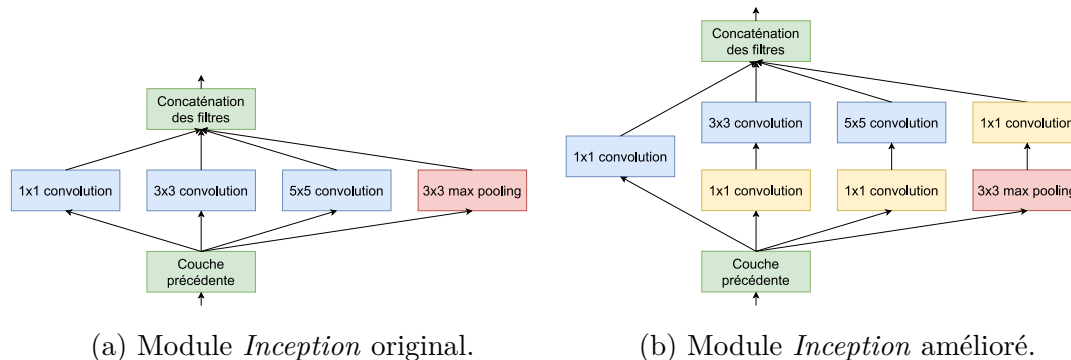 Concaténation
des filtres
1x1 convolution
3x3 convolution
5x5 convolution
3x3 max pooling
Couche
précédente
(a) Module Inception original.
Concaténation
des filtres
3x3 convolution
5x5 convolution
1x1 convolution
1x1 convolution
1x1 convolution
1x1 convolution
3x3 max pooling
Couche
précédente
(b) Module Inception amélioré.